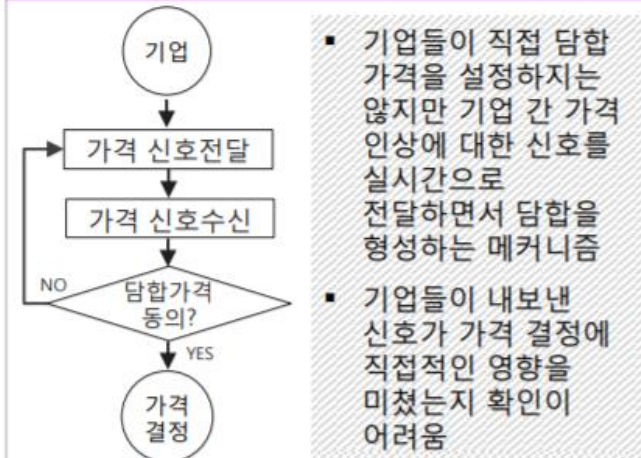 기업
가격 신호전달
가격 신호수신
NO
담합가격
동의?
YES
가격
결정
▪ 기업들이 직접 담합
가격을 설정하지는
않지만 기업 간 가격
인상에 대한 신호를
실시간으로
전달하면서 담합을
형성하는 메커니즘
▪ 기업들이 내보낸
신호가 가격 결정에
직접적인 영향을
미쳤는지 확인이
어려움